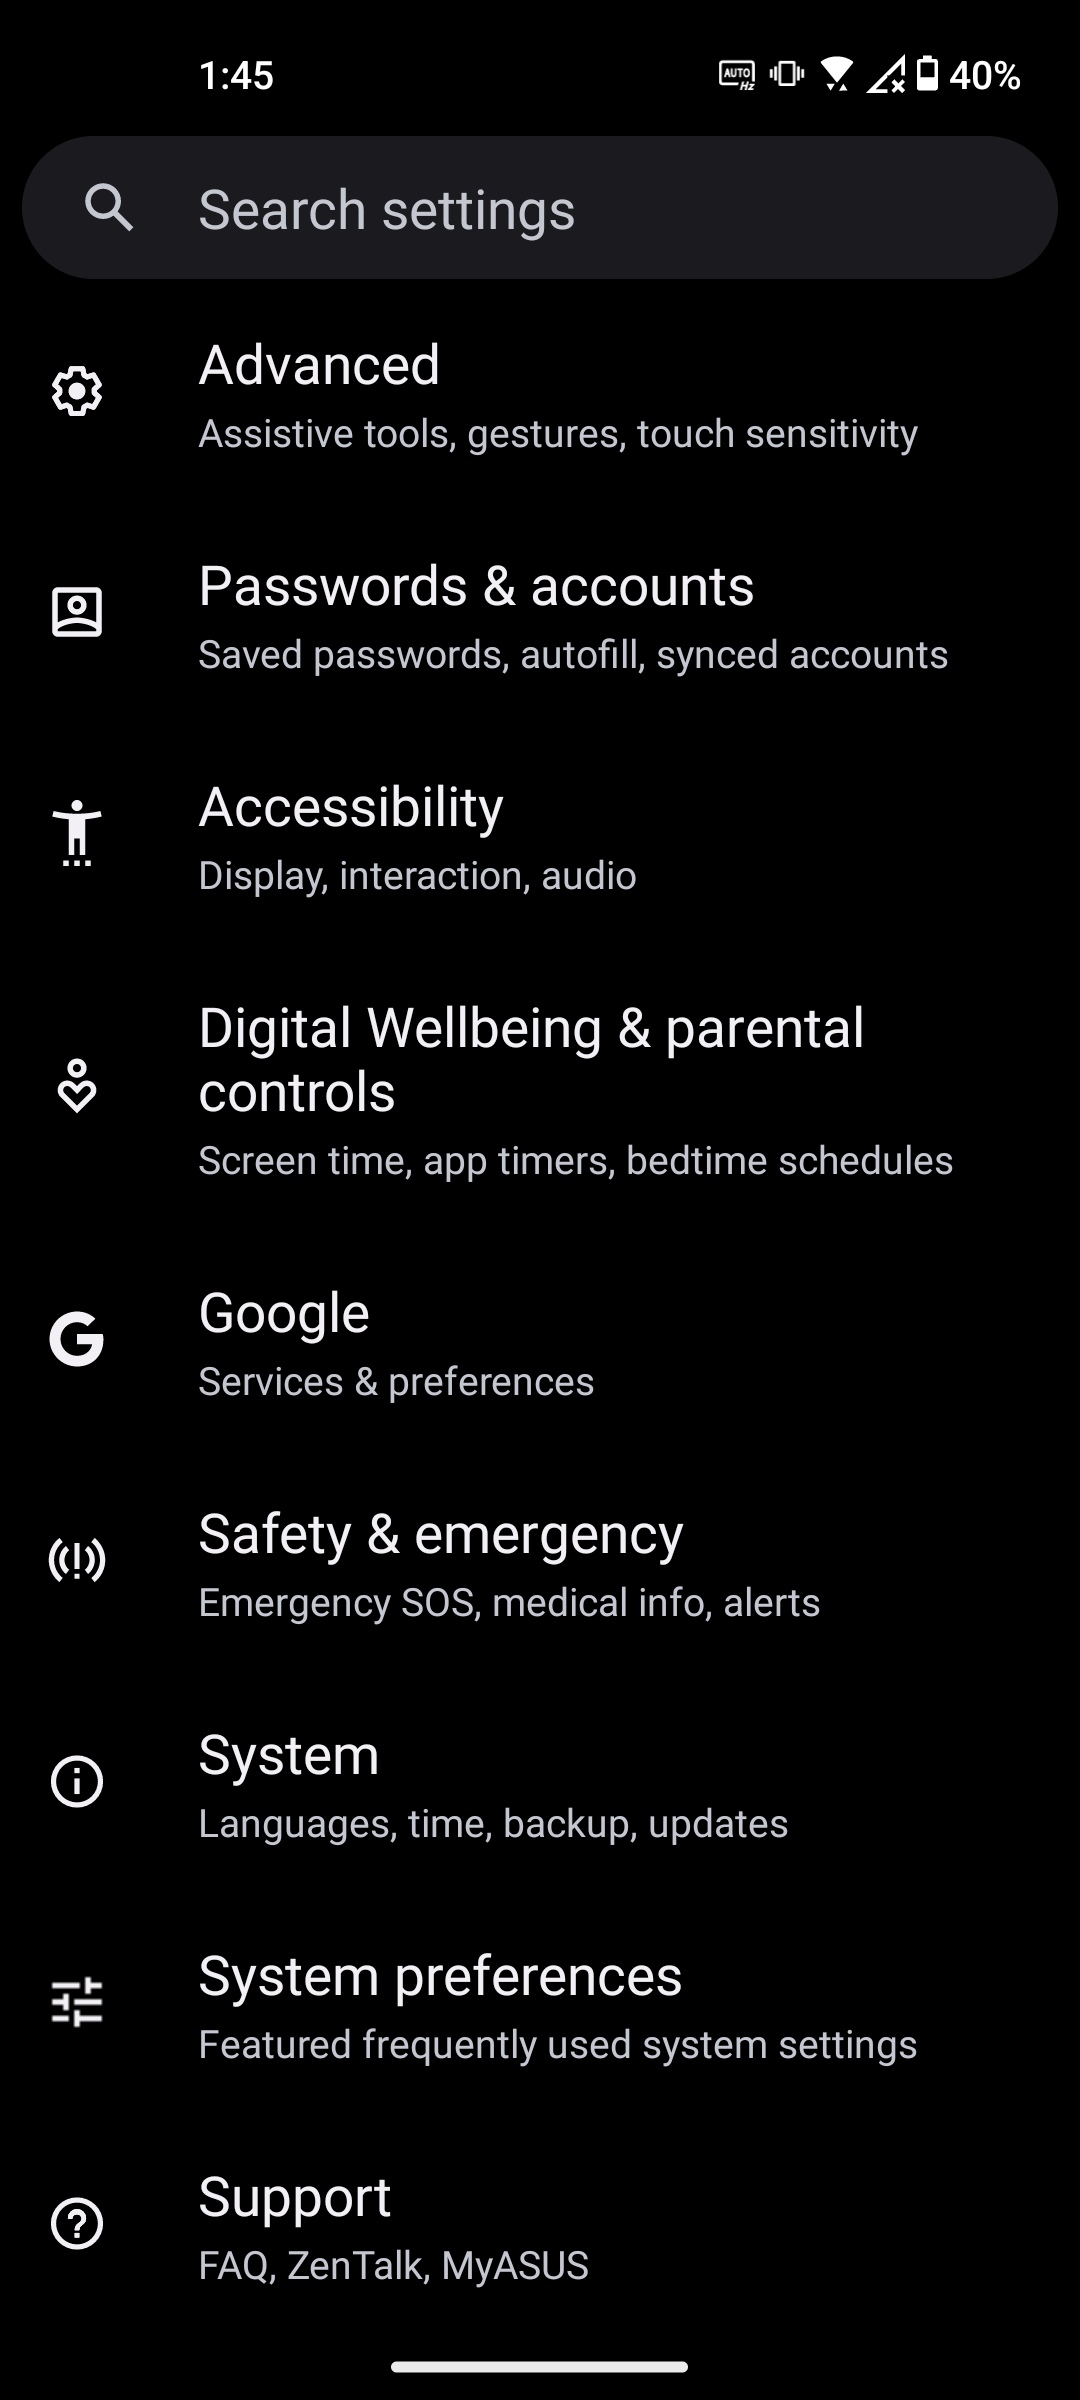 1:45
AUTO
Hz
40%
Search settings
Advanced
Assistive tools, gestures, touch sensitivity
Passwords & accounts
Saved passwords, autofill, synced accounts
Accessibility
Display, interaction, audio
Digital Wellbeing & parental
controls
Screen time, app timers, bedtime schedules
G
Google
Services & preferences
Safety & emergency
Emergency SOS, medical info, alerts
System
Languages, time, backup, updates
System preferences
Featured frequently used system settings
Support
FAQ, ZenTalk, MyASUS